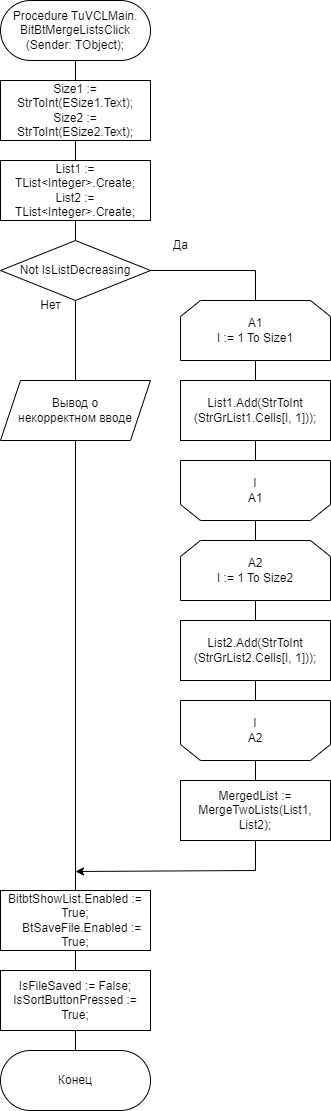 Procedure TuVCLMain.
BitBtMergeListsClick
(Sender: TObject);
Size1 :=
StrToInt(ESize1.Text);
Size2 :=
StrToInt(ESize2.Text);
List1 :=
TList<Integer>.Create;
List2 :=
TList<Integer>.Create;
Not IsListDecreasing
Да
Нет
A1
I := 1 To Size1
List1.Add(StrToInt
(StrGrList1.Cells[I, 1]));
I
A1
A2
I := 1 To Size2
List2.Add(StrToInt
(StrGrList2.Cells[I, 1]));
I
A2
MergedList :=
MergeTwoLists(List1,
List2);
Вывод о
некорректном вводе
BitbtShowList.Enabled :=
True;
BtSaveFile.Enabled :=
True;
IsFileSaved := False;
IsSortButtonPressed :=
True;
Конец